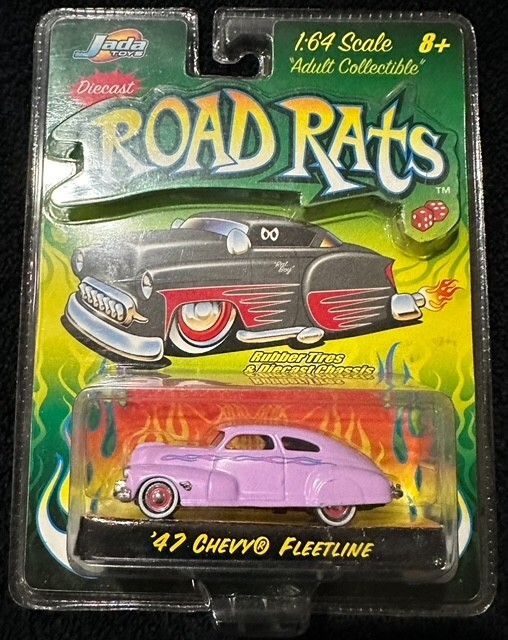 Jada
TOYS
1:64 Scale 8+
"Adult Collectible"
Diecast
ROAD RATS
TM
"Rat
Boy"
Rubber Tires
& Diecast Chassis
'47 CHEVY® FLEETLINE